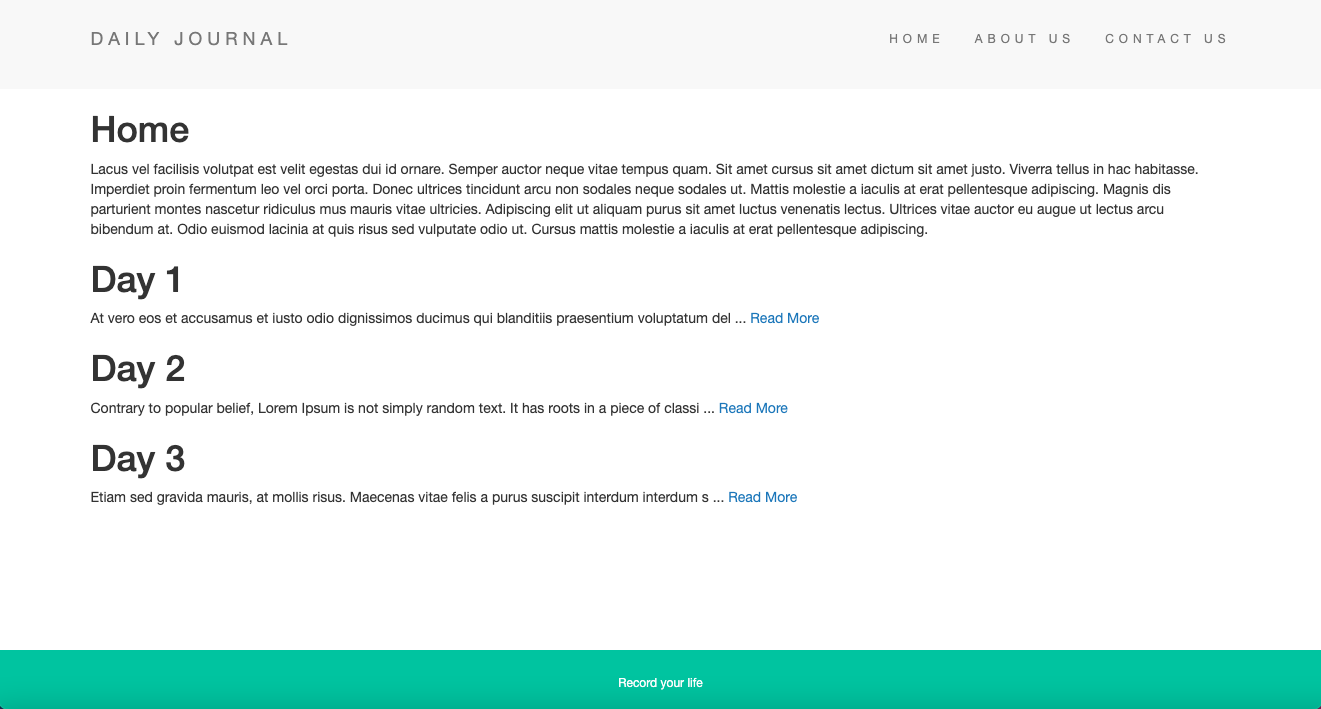 DAILY JOURNAL
HOME ABOUT US CONTACT US
Home
Lacus vel facilisis volutpat est velit egestas dui id ornare. Semper auctor neque vitae tempus quam. Sit amet cursus sit amet dictum sit amet justo. Viverra tellus in hac habitasse.
Imperdiet proin fermentum leo vel orci porta. Donec ultrices tincidunt arcu non sodales neque sodales ut. Mattis molestie a iaculis at erat pellentesque adipiscing. Magnis dis
parturient montes nascetur ridiculus mus mauris vitae ultricies. Adipiscing elit ut aliquam purus sit amet luctus venenatis lectus. Ultrices vitae auctor eu augue ut lectus arcu
bibendum at. Odio euismod lacinia at quis risus sed vulputate odio ut. Cursus mattis molestie a iaculis at erat pellentesque adipiscing.
Day 1
At vero eos et accusamus et iusto odio dignissimos ducimus qui blanditiis praesentium voluptatum del ... Read More
Day 2
Contrary to popular belief, Lorem Ipsum is not simply random text. It has roots in a piece of classi ... Read More
Day 3
Etiam sed gravida mauris, at mollis risus. Maecenas vitae felis a purus suscipit interdum interdum s ... Read More
Record your life